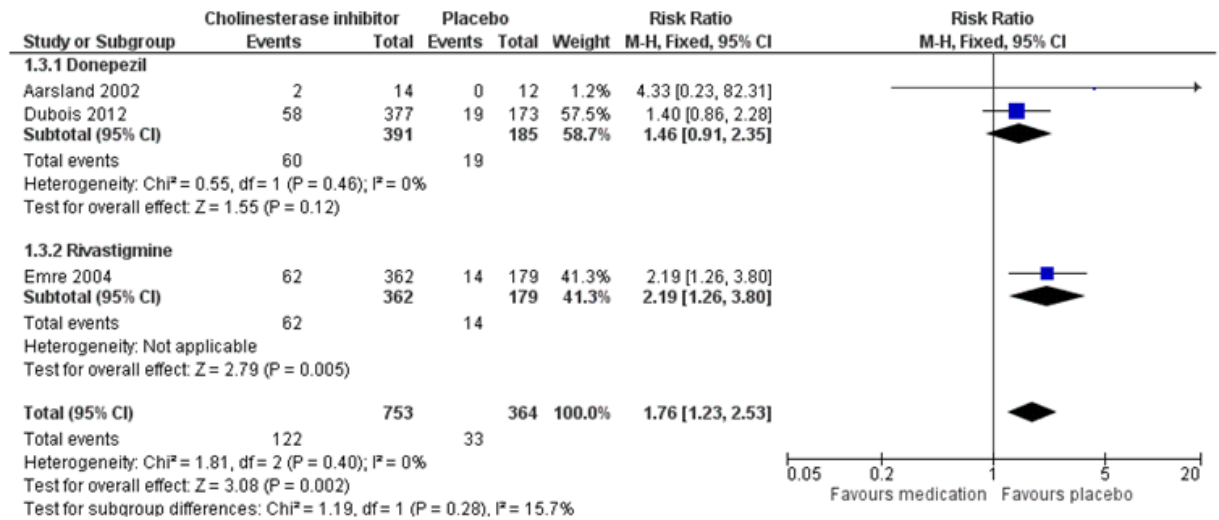 Cholinesterase inhibitor Placebo Risk Ratio Risk Ratio
Study or Subgroup Events Total Events Total Weight M-H, Fixed, 95% CI M-H, Fixed, 95% CI
1.3.1 Donepezil
Aarsland 2002 2 14 0 12 1.2% 4.33 [0.23, 82.31]
Dubois 2012 58 377 19 173 57.5% 1.40 [0.86, 2.28]
Subtotal (95% CI) 391 185 58.7% 1.46 [0.91, 2.35]
Total events 60 19
Heterogeneity: Chi² = 0.55, df = 1 (P = 0.46); I² = 0%
Test for overall effect: Z = 1.55 (P = 0.12)
1.3.2 Rivastigmine
Emre 2004 62 362 14 179 41.3% 2.19 [1.26, 3.80]
Subtotal (95% CI) 362 179 41.3% 2.19 [1.26, 3.80]
Total events 62 14
Heterogeneity: Not applicable
Test for overall effect: Z = 2.79 (P = 0.005)
Total (95% CI) 753 364 100.0% 1.76 [1.23, 2.53]
Total events 122 33
Heterogeneity: Chi² = 1.81, df = 2 (P = 0.40); I² = 0%
Test for overall effect: Z = 3.08 (P = 0.002)
Test for subgroup differences: Chi² = 1.19, df = 1 (P = 0.28), I² = 15.7%
0.05 0.2 1 5 20
Favours medication Favours placebo